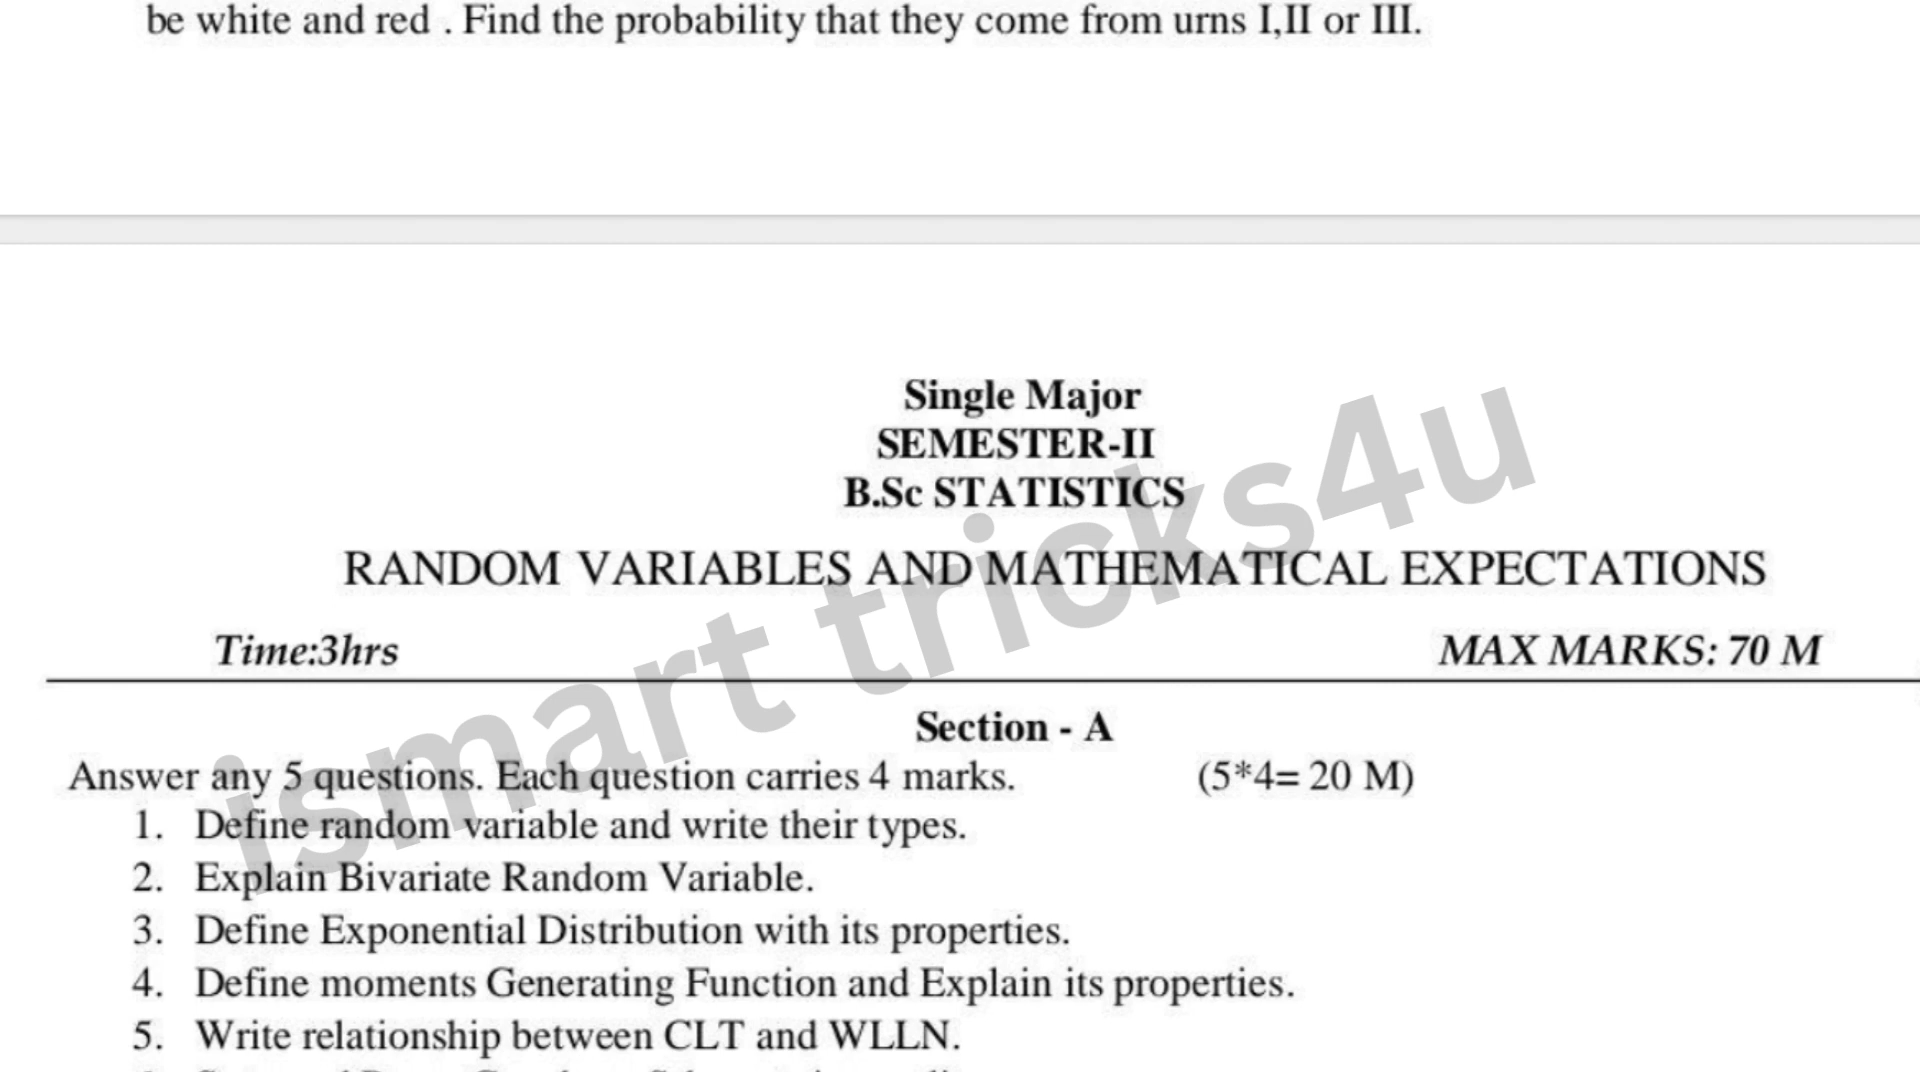 be white and red . Find the probability that they come from urns I,II or III.
Single Major
SEMESTER-II
B.Sc STATISTICS
RANDOM VARIABLES AND MATHEMATICAL EXPECTATIONS
Time:3hrs MAX MARKS: 70 M
Section - A
Answer any 5 questions. Each question carries 4 marks. (5*4= 20 M)
1. Define random variable and write their types.
2. Explain Bivariate Random Variable.
3. Define Exponential Distribution with its properties.
4. Define moments Generating Function and Explain its properties.
5. Write relationship between CLT and WLLN.
ismart tricks4u